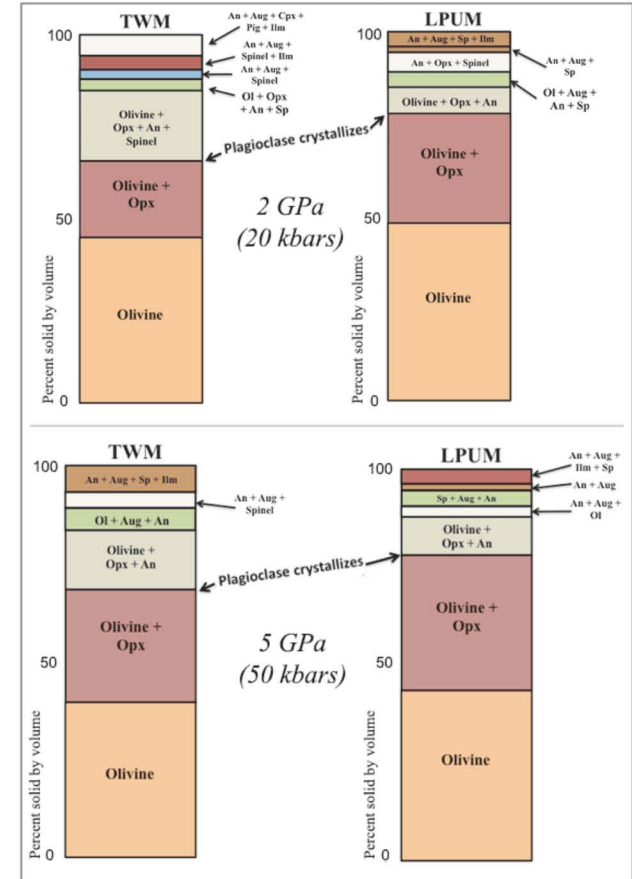 TWM
An + Aug + Cpx +
Pig + Ilm
An + Aug +
Spinel + Ilm
An + Aug +
Spinel
Ol + Opx
+ An + Sp
Olivine +
Opx + An +
Spinel
Olivine +
Opx
Olivine
100
50
0
Percent solid by volume
Plagioclase crystallizes
2 GPa
(20 kbars)
LPUM
An + Aug + Sp + Ilm
An + Aug +
Sp
An + Opx + Spinel
Ol + Aug +
An + Sp
Olivine + Opx + An
Olivine +
Opx
Olivine
100
50
0
Percent solid by volume
TWM
An + Aug + Sp + Ilm
An + Aug +
Spinel
Ol + Aug + An
Olivine +
Opx + An
Olivine +
Opx
Olivine
100
50
0
Percent solid by volume
Plagioclase crystallizes
5 GPa
(50 kbars)
LPUM
An + Aug +
Ilm + Sp
An + Aug
Sp + Aug + An
An + Aug +
Ol
Olivine +
Opx + An
Olivine +
Opx
Olivine
100
50
0
Percent solid by volume